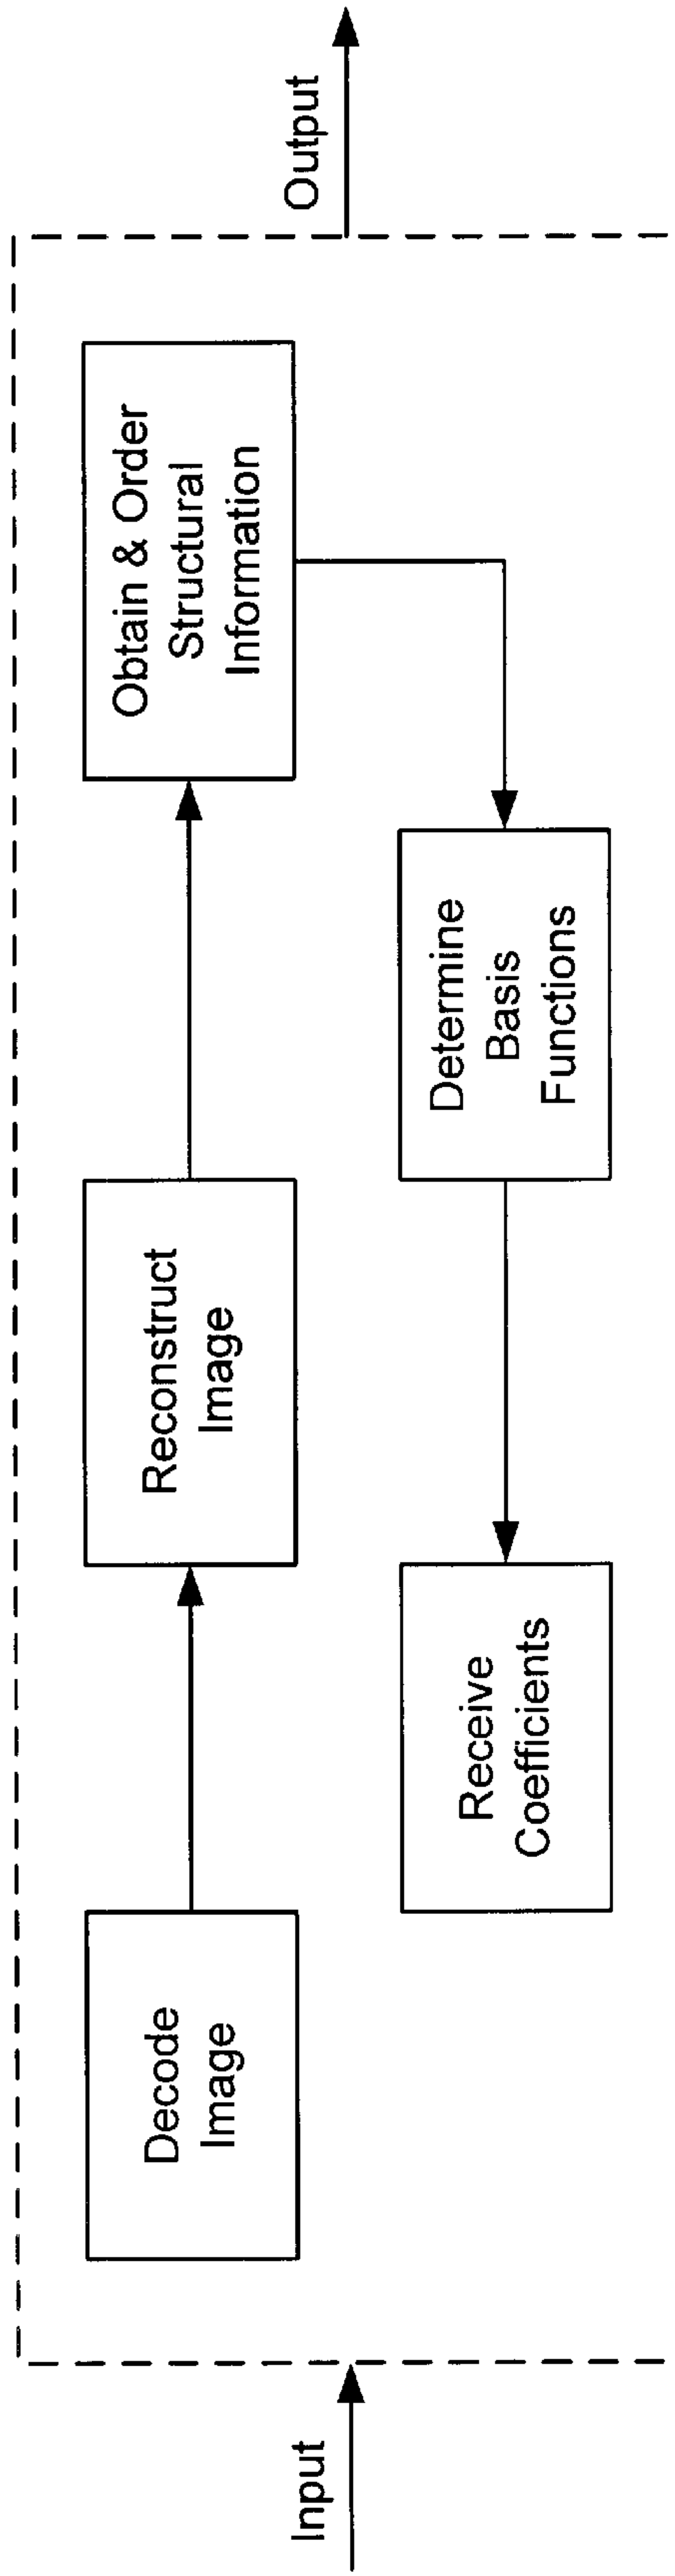 Input
Decode
Image
Reconstruct
Image
Obtain & Order
Structural
Information
Determine
Basis
Functions
Receive
Coefficients
Output